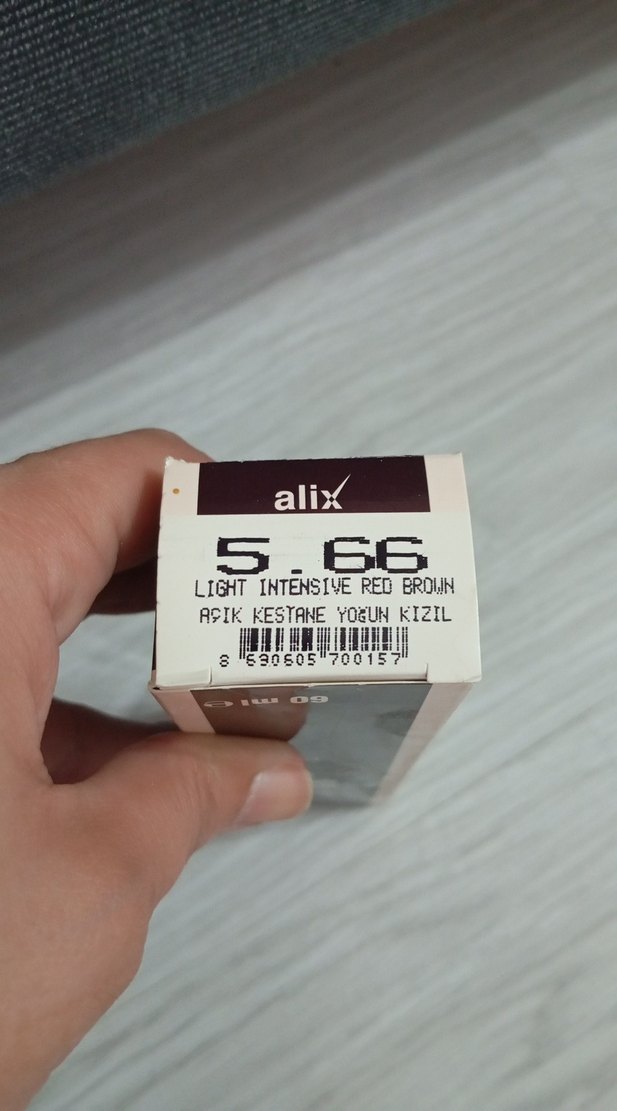 alix
5.66
LIGHT INTENSIVE RED BROWN
AÇIK KESTANE YOĞUN KIZIL
8 690605 700157
60 ml ℮